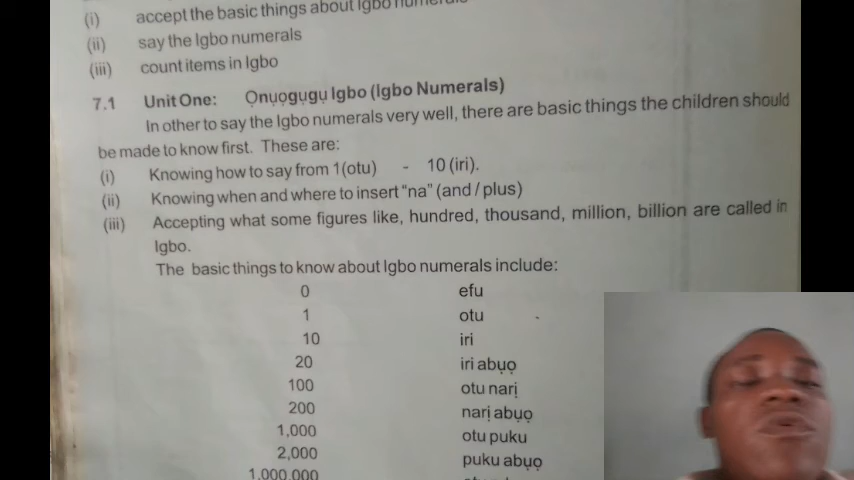 (i) accept the basic things about Igbo numerals
(ii) say the Igbo numerals
(iii) count items in Igbo
7.1 Unit One: Ọnụọgụgụ Igbo (Igbo Numerals)
In other to say the Igbo numerals very well, there are basic things the children should
be made to know first. These are:
(i) Knowing how to say from 1(otu) - 10 (iri).
(ii) Knowing when and where to insert "na" (and / plus)
(iii) Accepting what some figures like, hundred, thousand, million, billion are called in
Igbo.
The basic things to know about Igbo numerals include:
0 efu
1 otu
10 iri
20 iri abụọ
100 otu narị
200 narị abụọ
1,000 otu puku
2,000 puku abụọ
1,000,000